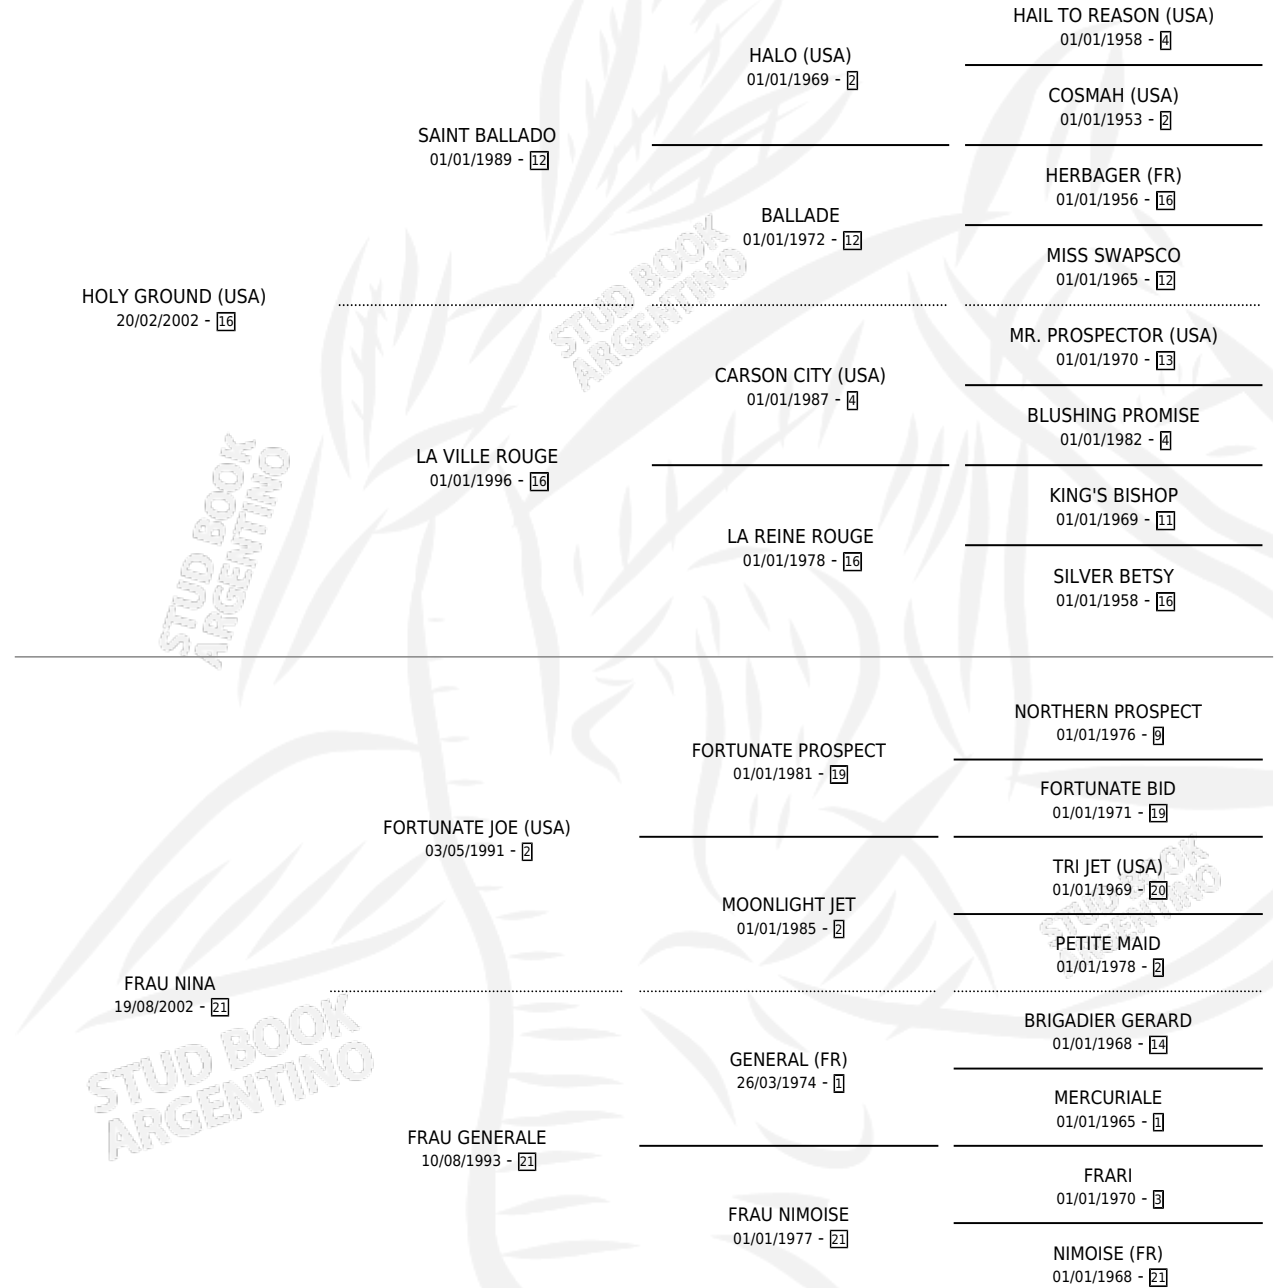 HAIL TO REASON (USA)
01/01/1958 - 4
HALO (USA)
01/01/1969 - 2
COSMAH (USA)
01/01/1953 - 2
SAINT BALLADO
01/01/1989 - 12
HERBAGER (FR)
01/01/1956 - 16
BALLADE
01/01/1972 - 12
MISS SWAPSCO
01/01/1965 - 12
HOLY GROUND (USA)
20/02/2002 - 16
STUD BOOK
ARGENTINO
MR. PROSPECTOR (USA)
01/01/1970 - 13
CARSON CITY (USA)
01/01/1987 - 4
BLUSHING PROMISE
01/01/1982 - 4
LA VILLE ROUGE
01/01/1996 - 16
KING'S BISHOP
01/01/1969 - 11
LA REINE ROUGE
01/01/1978 - 16
SILVER BETSY
01/01/1958 - 16
STUD BOOK
ARGENTINO
NORTHERN PROSPECT
01/01/1976 - 9
FORTUNATE PROSPECT
01/01/1981 - 19
FORTUNATE BID
01/01/1971 - 19
FORTUNATE JOE (USA)
03/05/1991 - 2
TRI JET (USA)
01/01/1969 - 20
MOONLIGHT JET
01/01/1985 - 2
STUD BOOK
ARGENTINO
PETITE MAID
01/01/1978 - 2
FRAU NINA
19/08/2002 - 21
BRIGADIER GERARD
01/01/1968 - 14
GENERAL (FR)
26/03/1974 - 1
MERCURIALE
01/01/1965 - 1
STUD BOOK
ARGENTINO
FRAU GENERALE
10/08/1993 - 21
FRARI
01/01/1970 - 3
FRAU NIMOISE
01/01/1977 - 21
NIMOISE (FR)
01/01/1968 - 21